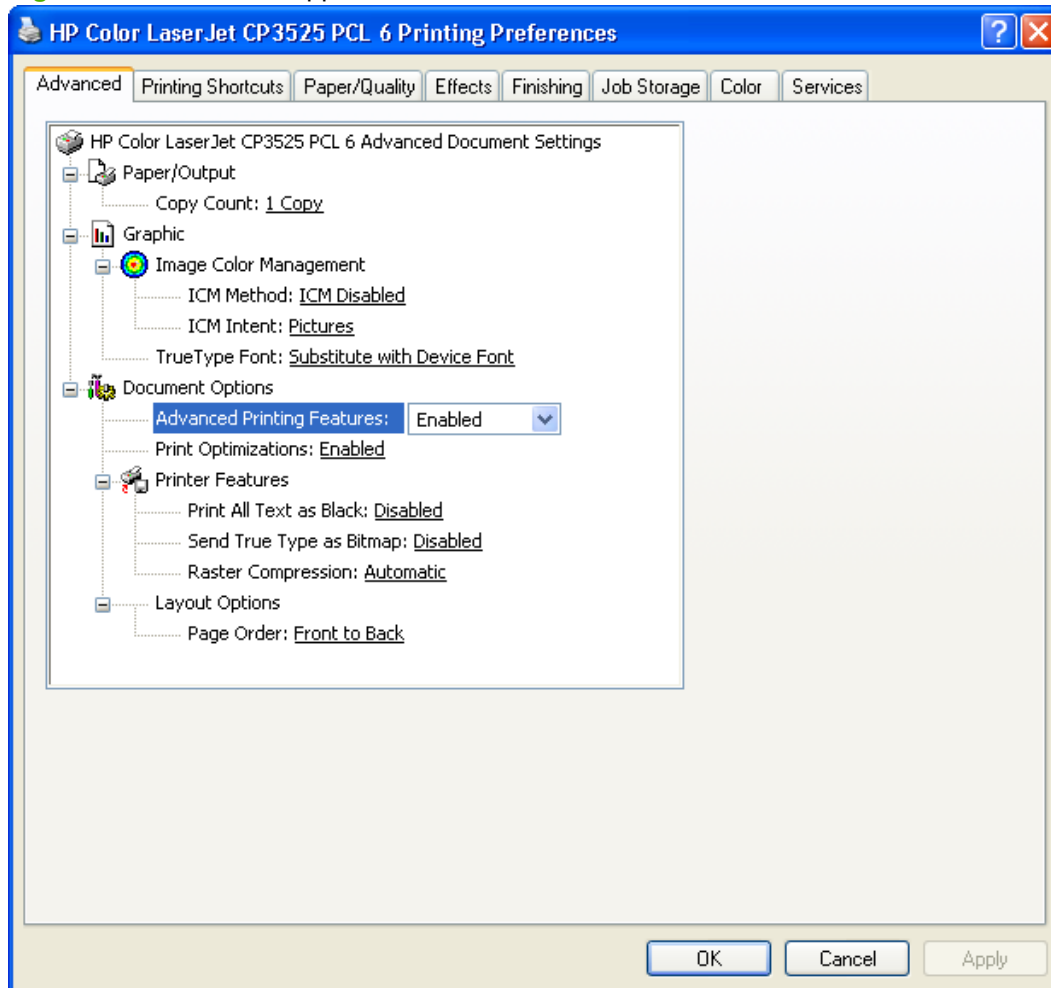 HP Color LaserJet CP3525 PCL 6 Printing Preferences
Advanced Printing Shortcuts Paper/Quality Effects Finishing Job Storage Color Services
HP Color LaserJet CP3525 PCL 6 Advanced Document Settings
Paper/Output
Copy Count: 1 Copy
Graphic
Image Color Management
ICM Method: ICM Disabled
ICM Intent: Pictures
TrueType Font: Substitute with Device Font
Document Options
Advanced Printing Features: Enabled
Print Optimizations: Enabled
Printer Features
Print All Text as Black: Disabled
Send True Type as Bitmap: Disabled
Raster Compression: Automatic
Layout Options
Page Order: Front to Back
OK Cancel Apply